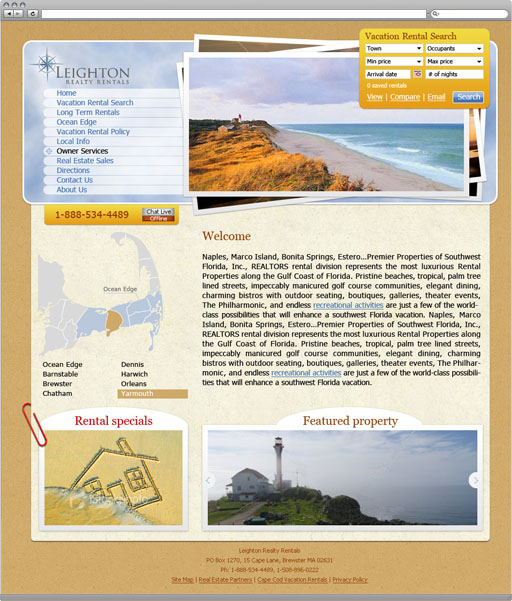 Vacation Rental Search
Town
Occupants
Min price
Max price
Arrival date
# of nights
0 saved rentals
View | Compare | Email
Search
LEIGHTON
REALTY RENTALS
Home
Vacation Rental Search
Long Term Rentals
Ocean Edge
Vacation Rental Policy
Local Info
Owner Services
Real Estate Sales
Directions
Contact Us
About Us
1-888-534-4489
Chat Live
Offline
Ocean Edge
Ocean Edge
Dennis
Barnstable
Harwich
Brewster
Orleans
Chatham
Yarmouth
Welcome
Naples, Marco Island, Bonita Springs, Estero...Premier Properties of Southwest
Florida, Inc., REALTORS rental division represents the most luxurious Rental
Properties along the Gulf Coast of Florida. Pristine beaches, tropical, palm tree
lined streets, impeccably manicured golf course communities, elegant dining,
charming bistros with outdoor seating, boutiques, galleries, theater events,
The Philharmonic, and endless recreational activities are just a few of the world-
class possibilities that will enhance a southwest Florida vacation. Naples, Marco
Island, Bonita Springs, Estero...Premier Properties of Southwest Florida, Inc.,
REALTORS rental division represents the most luxurious Rental Properties along
the Gulf Coast of Florida. Pristine beaches, tropical, palm tree lined streets,
impeccably manicured golf course communities, elegant dining, charming
bistros with outdoor seating, boutiques, galleries, theater events, The Philhar-
monic, and endless recreational activities are just a few of the world-class possibili-
ties that will enhance a southwest Florida vacation.
Rental specials
Featured property
Leighton Realty Rentals
PO Box 1270, 15 Cape Lane, Brewster MA 02631
Ph: 1-888-534-4489, 1-508-896-0222
Site Map | Real Estate Partners | Cape Cod Vacation Rentals | Privacy Policy